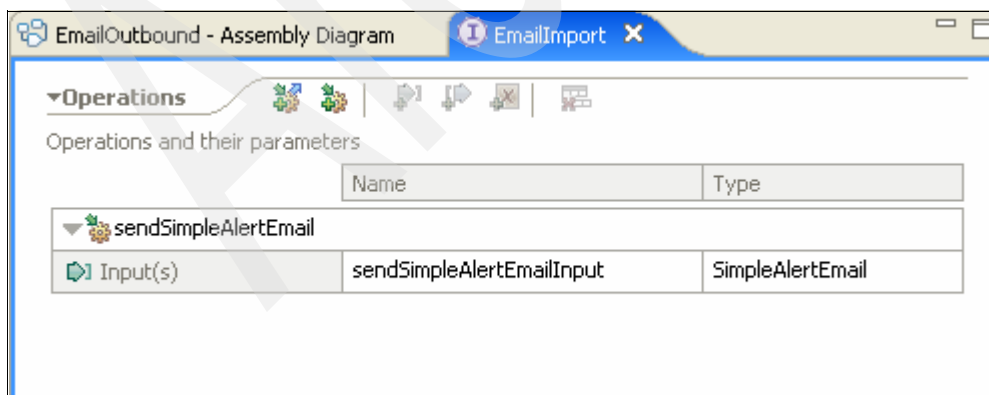 EmailOutbound - Assembly Diagram EmailImport
Operations
Operations and their parameters
Name Type
sendSimpleAlertEmail
Input(s) sendSimpleAlertEmailInput SimpleAlertEmail